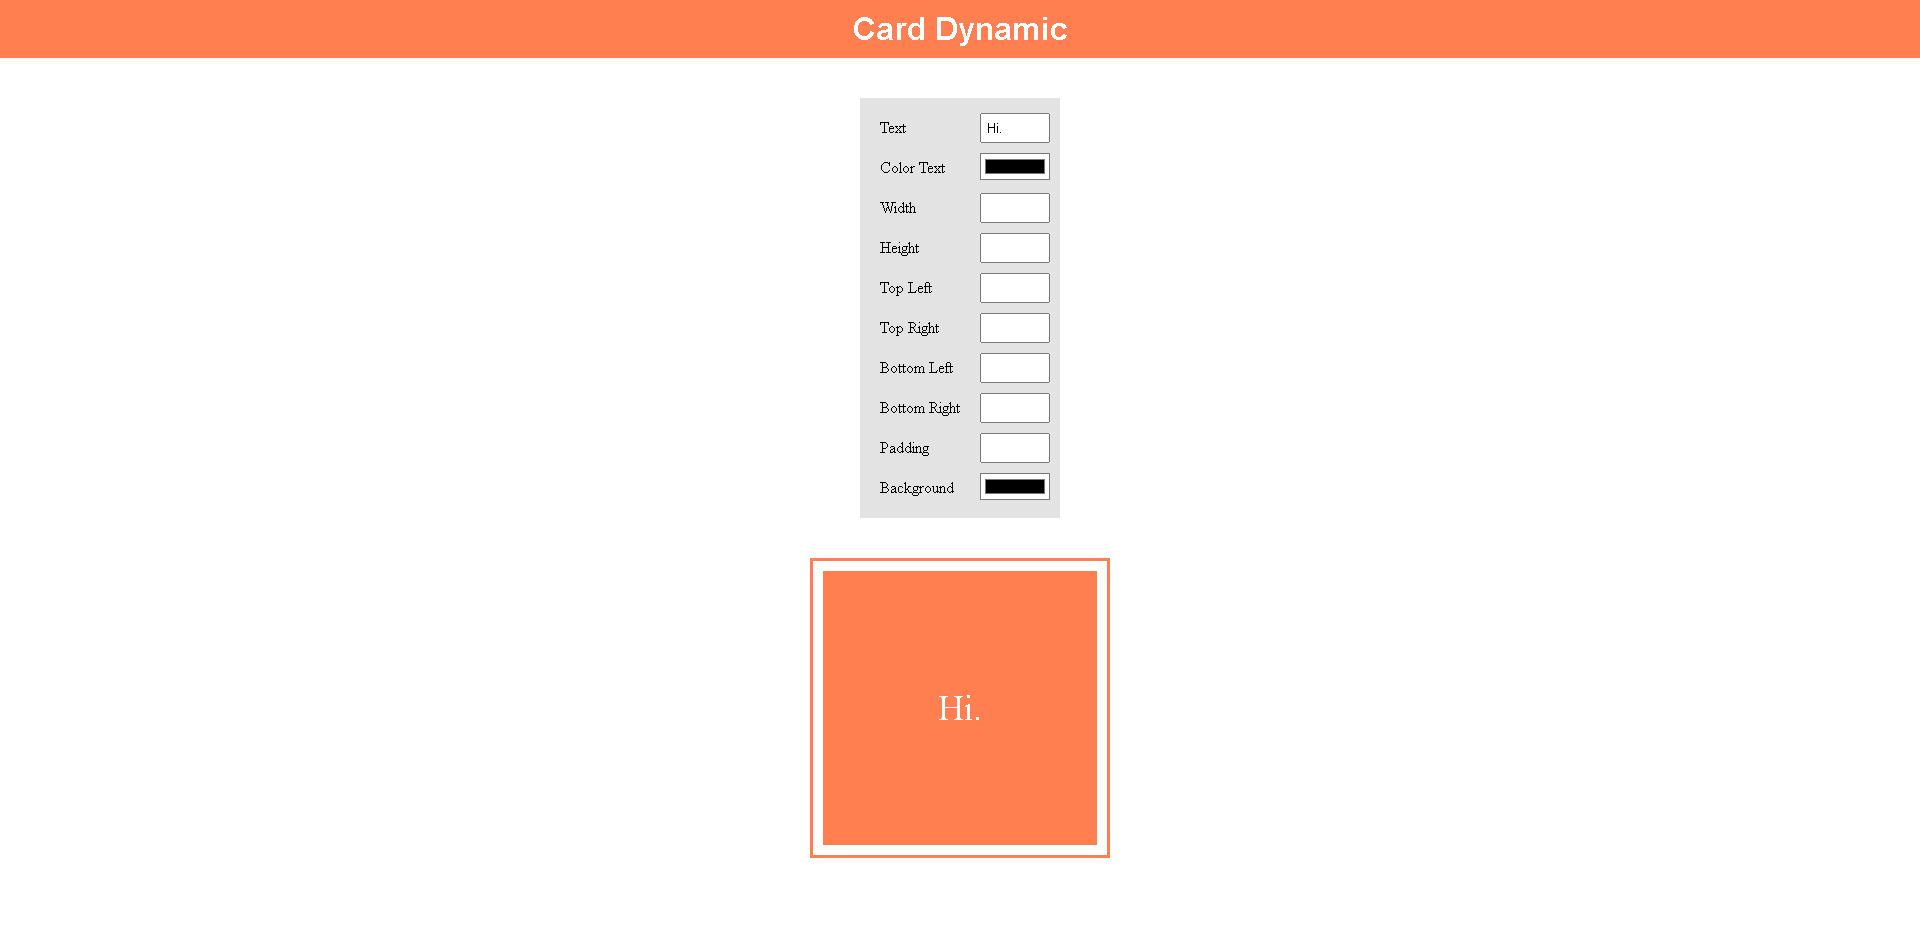 Card Dynamic
Text Hi.
Color Text
Width
Height
Top Left
Top Right
Bottom Left
Bottom Right
Padding
Background
Hi.